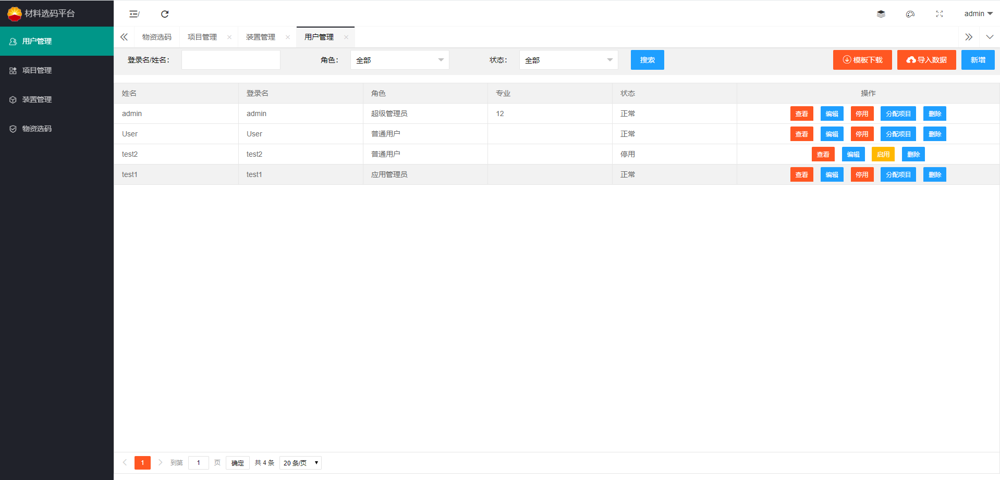 材料选码平台
admin
用户管理
项目管理
装置管理
物资选码
物资选码 项目管理 装置管理 用户管理
登录名/姓名： 角色： 全部 状态： 全部 搜索 模板下载 导入数据 新增
姓名 登录名 角色 专业 状态 操作
admin admin 超级管理员 12 正常 查看 编辑 停用 分配项目 删除
User User 普通用户 正常 查看 编辑 停用 分配项目 删除
test2 test2 普通用户 停用 查看 编辑 启用 删除
test1 test1 应用管理员 正常 查看 编辑 停用 分配项目 删除
1 到第 1 页 确定 共 4 条 20 条/页